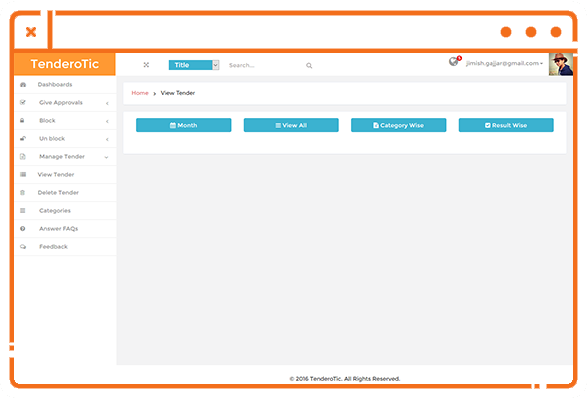 TenderoTic
Title
Search...
jimish.gajjar@gmail.com
Dashboards
Give Approvals
Block
Un block
Manage Tender
View Tender
Delete Tender
Categories
Answer FAQs
Feedback
Home > View Tender
Month
View All
Category Wise
Result Wise
© 2016 TenderoTic. All Rights Reserved.